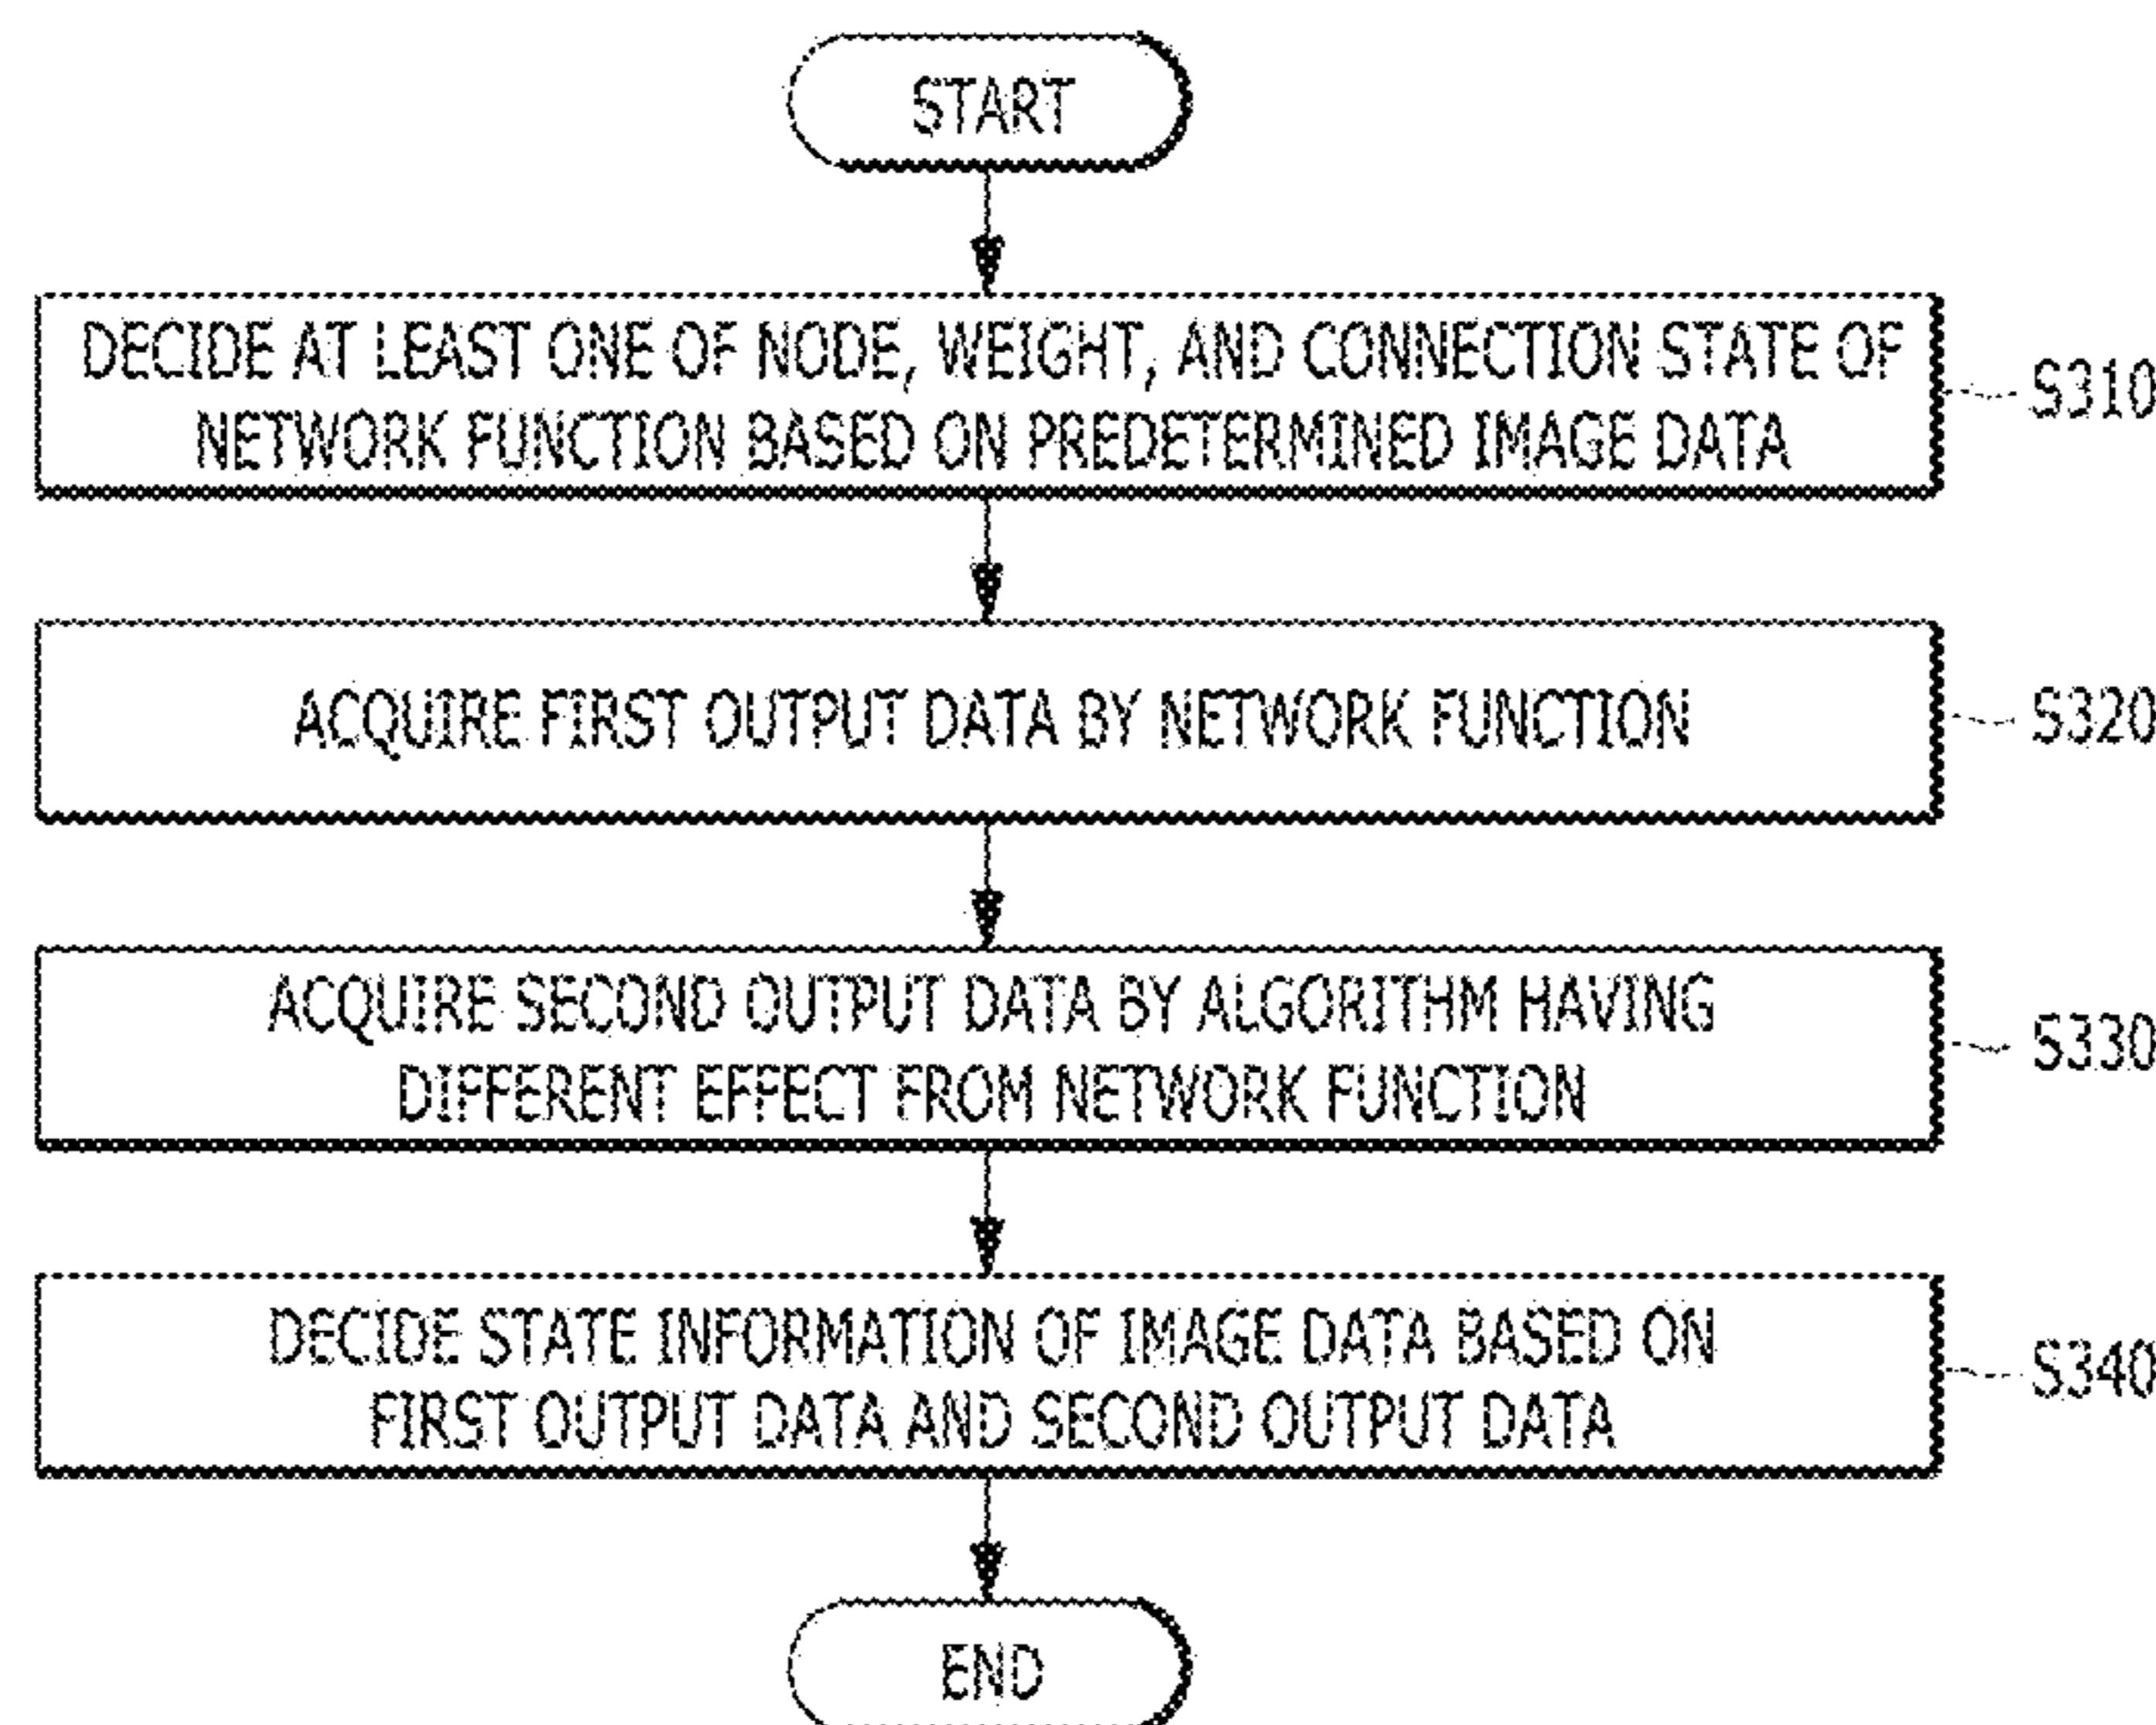 START
DECIDE AT LEAST ONE OF NODE, WEIGHT, AND CONNECTION STATE OF
NETWORK FUNCTION BASED ON PREDETERMINED IMAGE DATA
S310
ACQUIRE FIRST OUTPUT DATA BY NETWORK FUNCTION
S320
ACQUIRE SECOND OUTPUT DATA BY ALGORITHM HAVING
DIFFERENT EFFECT FROM NETWORK FUNCTION
S330
DECIDE STATE INFORMATION OF IMAGE DATA BASED ON
FIRST OUTPUT DATA AND SECOND OUTPUT DATA
S340
END